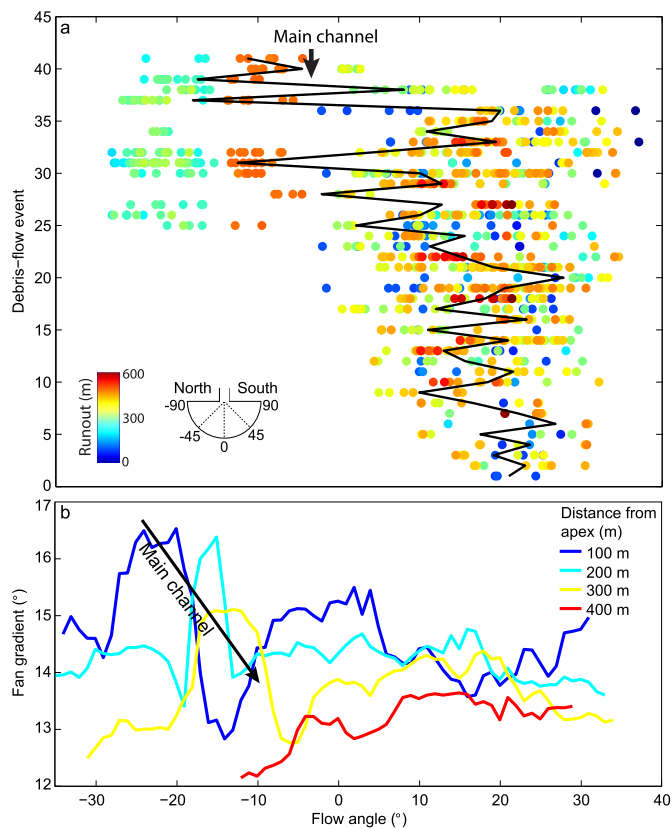 45
a
Main channel
40
35
30
25
20
15
10
5
0
Debris-flow event
600
300
0
Runout (m)
North South
-90 90
-45 45
0
17
b
Distance from
apex (m)
100 m
200 m
300 m
400 m
Main channel
16
15
14
13
12
Fan gradient (°)
−30 −20 −10 0 10 20 30 40
Flow angle (°)